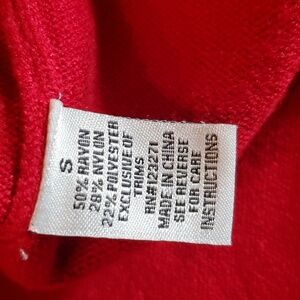 S
50% RAYON
28% NYLON
22% POLYESTER
EXCLUSIVE OF
TRIMS
RN#123271
MADE IN CHINA
SEE REVERSE
FOR CARE
INSTRUCTIONS